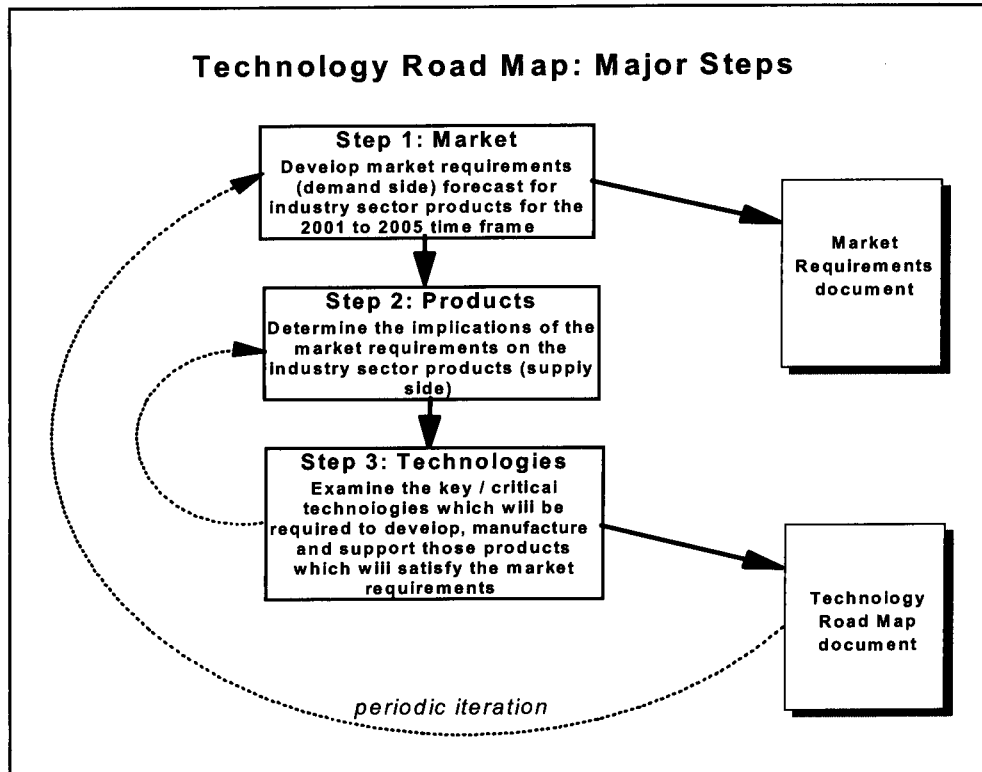 Technology Road Map: Major Steps
Step 1: Market
Develop market requirements
(demand side) forecast for
industry sector products for the
2001 to 2005 time frame
Market
Requirements
document
Step 2: Products
Determine the implications of the
market requirements on the
industry sector products (supply
side)
Step 3: Technologies
Examine the key / critical
technologies which will be
required to develop, manufacture
and support those products
which will satisfy the market
requirements
Technology
Road Map
document
periodic iteration